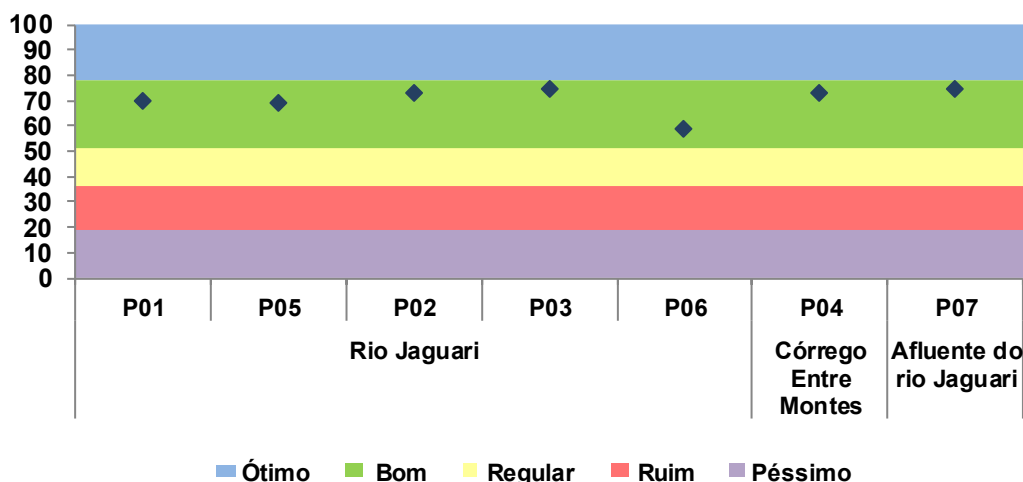 100
90
80
70
60
50
40
30
20
10
0
P01 P05 P02 P03 P06 P04 P07
Rio Jaguari
Córrego
Entre
Montes
Afluente do
rio Jaguari
Ótimo Bom Regular Ruim Péssimo